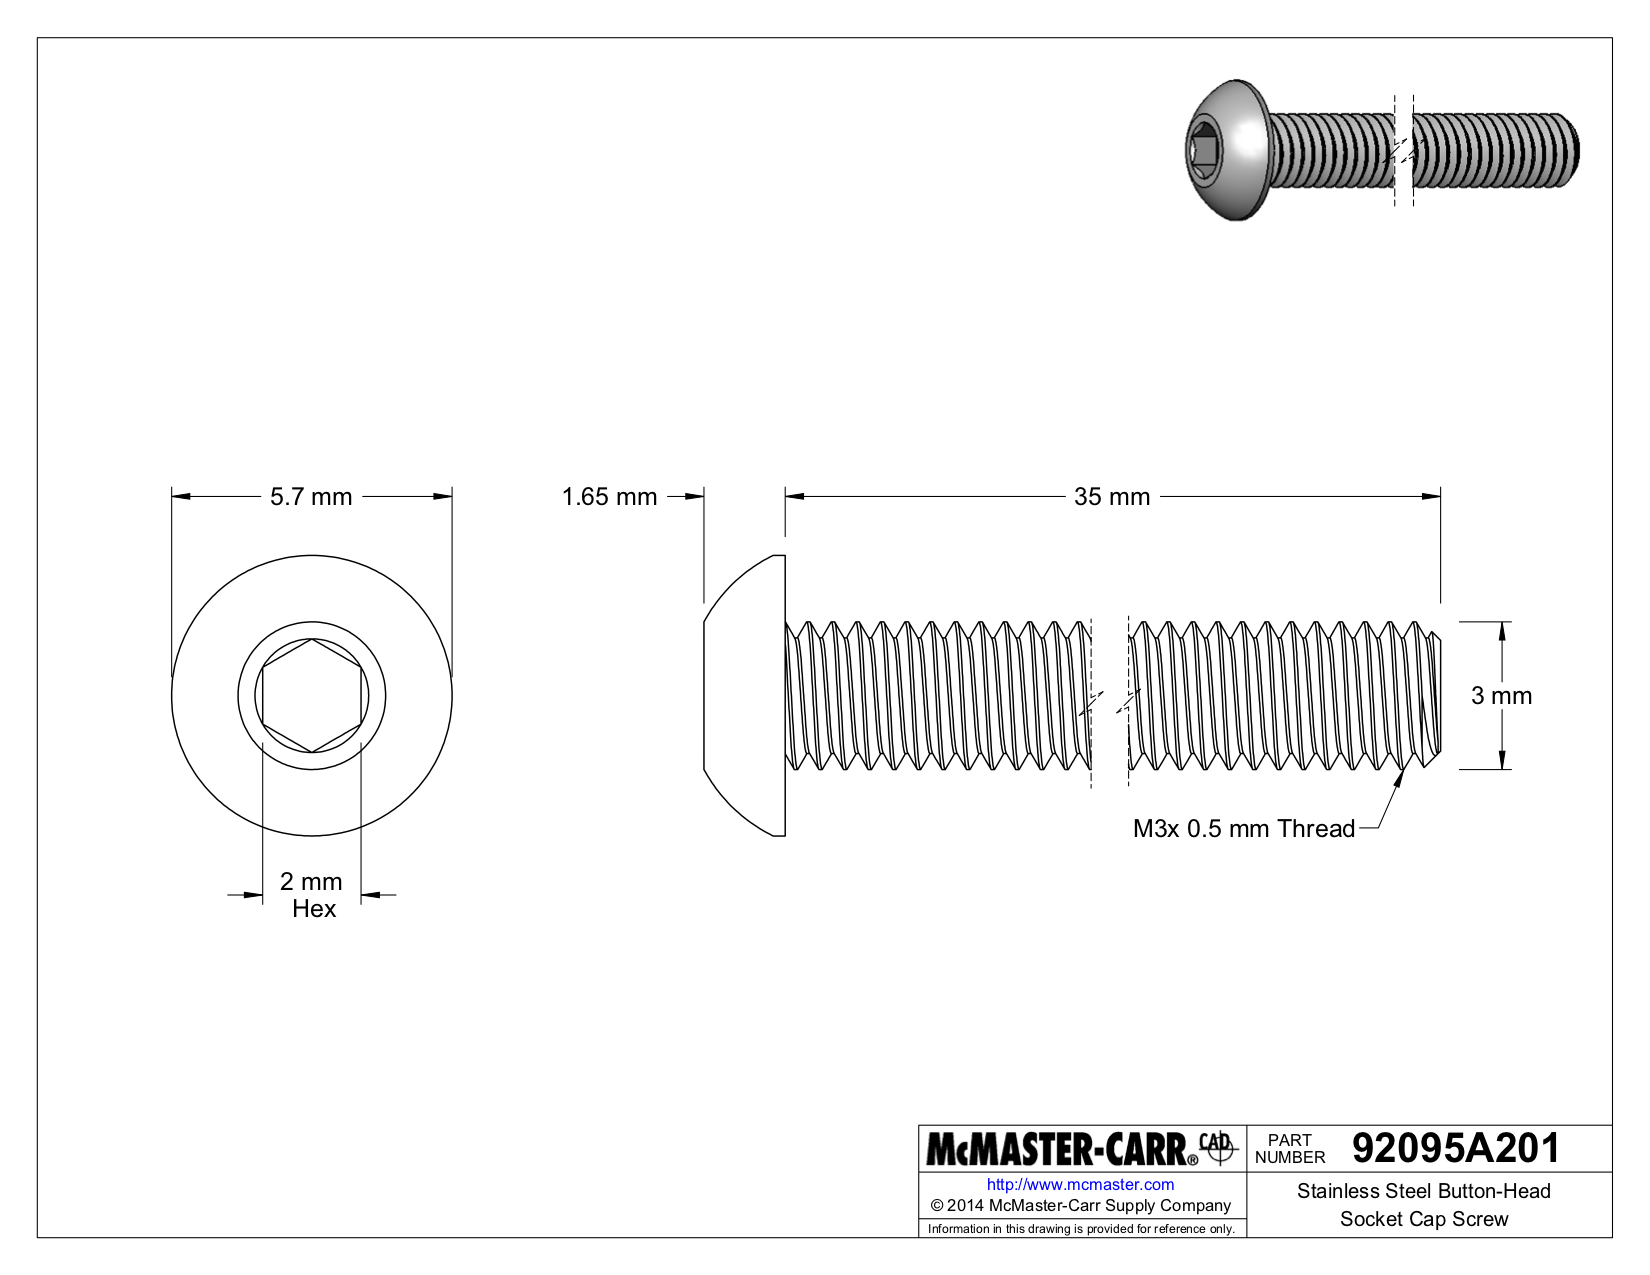 5.7 mm
1.65 mm
35 mm
3 mm
M3x 0.5 mm Thread
2 mm
Hex
McMASTER-CARR® CAD
PART
NUMBER
92095A201
http://www.mcmaster.com
© 2014 McMaster-Carr Supply Company
Information in this drawing is provided for reference only.
Stainless Steel Button-Head
Socket Cap Screw